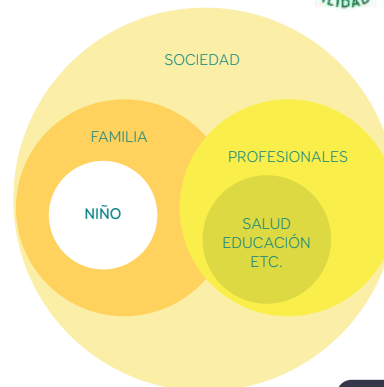 SOCIEDAD
FAMILIA
PROFESIONALES
NIÑO
SALUD
EDUCACIÓN
ETC.